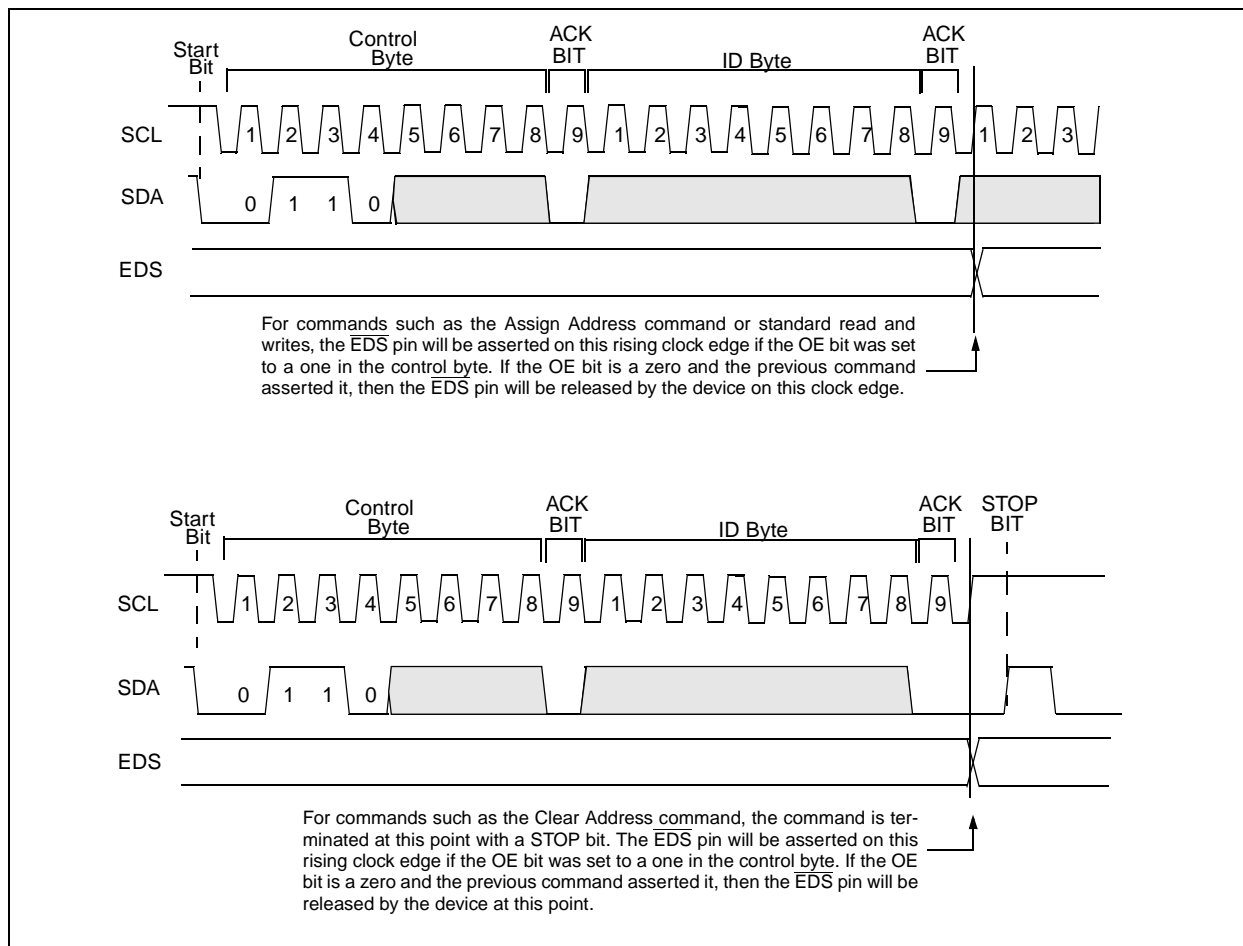 Start
Bit
Control
Byte
ACK
BIT
ID Byte
ACK
BIT
SCL
1 2 3 4 5 6 7 8 9 1 2 3 4 5 6 7 8 9 1 2 3
SDA
0 1 1 0
EDS
For commands such as the Assign Address command or standard read and
writes, the EDS pin will be asserted on this rising clock edge if the OE bit was set
to a one in the control byte. If the OE bit is a zero and the previous command
asserted it, then the EDS pin will be released by the device on this clock edge.
Start
Bit
Control
Byte
ACK
BIT
ID Byte
ACK
BIT
STOP
BIT
SCL
1 2 3 4 5 6 7 8 9 1 2 3 4 5 6 7 8 9
SDA
0 1 1 0
EDS
For commands such as the Clear Address command, the command is ter-
minated at this point with a STOP bit. The EDS pin will be asserted on this
rising clock edge if the OE bit was set to a one in the control byte. If the OE
bit is a zero and the previous command asserted it, then the EDS pin will be
released by the device at this point.